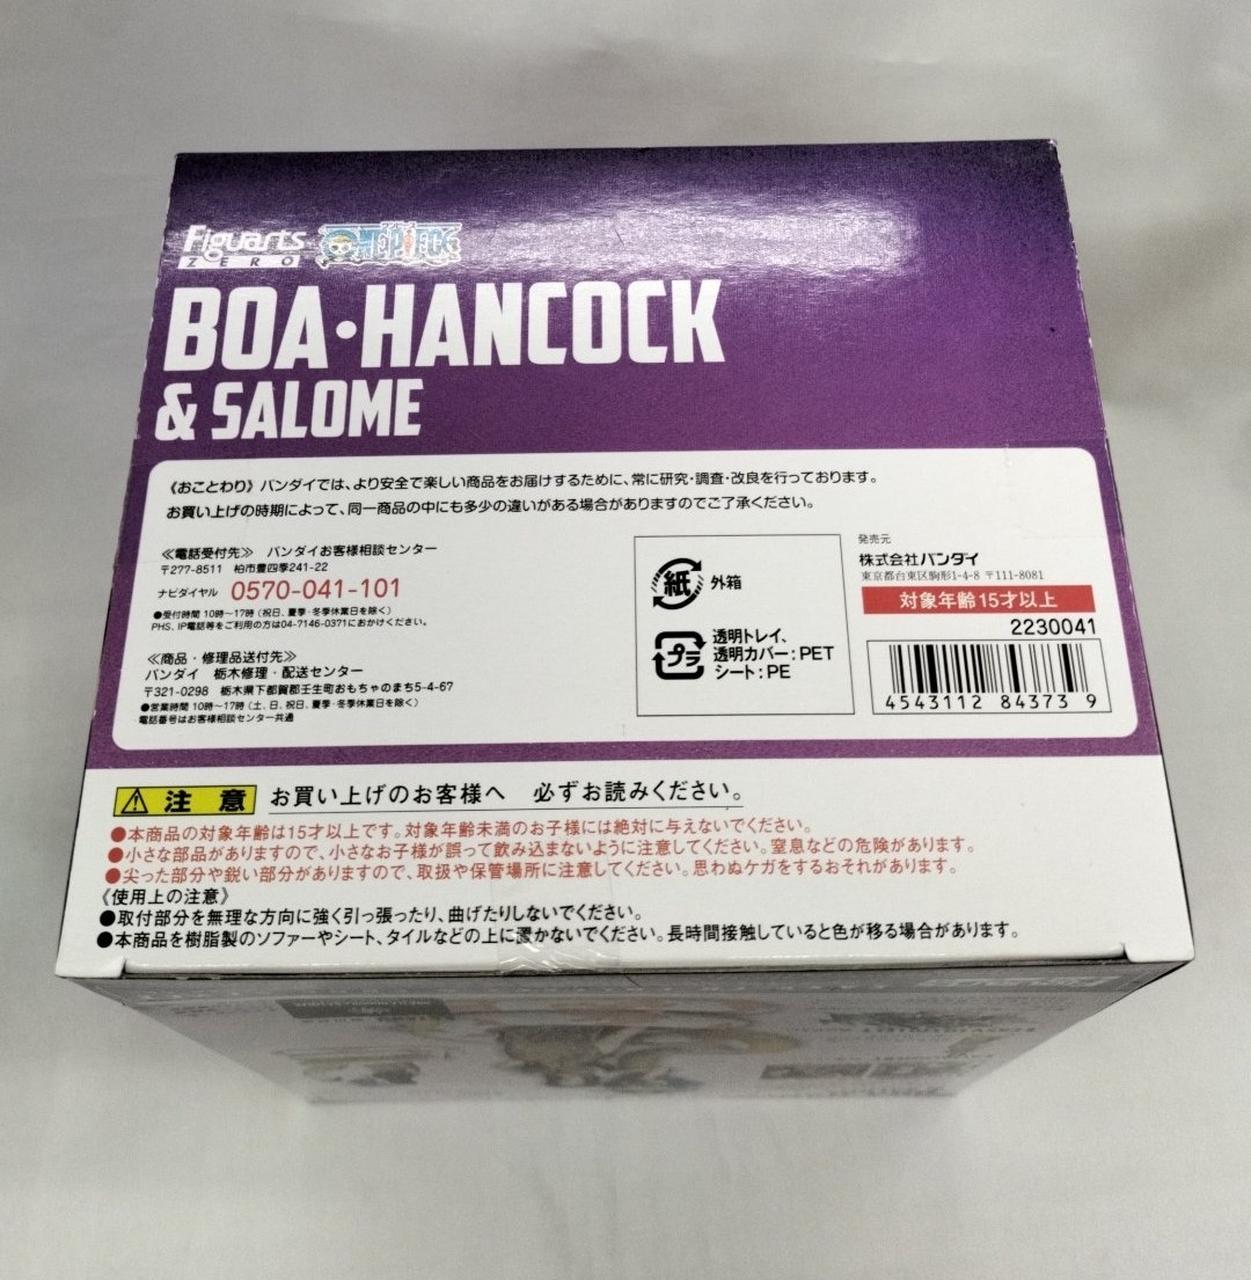 Figuarts
ZERO
ONE PIECE
BOA・HANCOCK
& SALOME
《おことわり》バンダイでは、より安全で楽しい商品をお届けするために、常に研究・調査・改良を行っております。
お買い上げの時期によって、同一商品の中にも多少の違いがある場合がありますのでご了承ください。
≪電話受付先≫ バンダイお客様相談センター
〒277-8511 柏市豊四季241-22
ナビダイヤル 0570-041-101
●受付時間 10時〜17時(祝日、夏季・冬季休業日を除く)
PHS、IP電話等をご利用の方は04-7146-0371におかけください。
≪商品・修理品送付先≫
バンダイ 栃木修理・配送センター
〒321-0298 栃木県下都賀郡壬生町おもちゃのまち5-4-67
●営業時間 10時〜17時(土、日、祝日、夏季・冬季休業日を除く)
電話番号はお客様相談センター共通
紙 外箱
プラ 透明トレイ、
透明カバー:PET
シート:PE
発売元
株式会社バンダイ
東京都台東区駒形1-4-8 〒111-8081
対象年齢15才以上
2230041
4543112 84373 9
注意 お買い上げのお客様へ 必ずお読みください。
●本商品の対象年齢は15才以上です。対象年齢未満のお子様には絶対に与えないでください。
●小さな部品がありますので、小さなお子様が誤って飲み込まないように注意してください。窒息などの危険があります。
●尖った部分や鋭い部分がありますので、取扱や保管場所に注意してください。思わぬケガをするおそれがあります。
《使用上の注意》
●取付部分を無理な方向に強く引っ張ったり、曲げたりしないでください。
●本商品を樹脂製のソファーやシート、タイルなどの上に置かないでください。長時間接触していると色が移る場合があります。